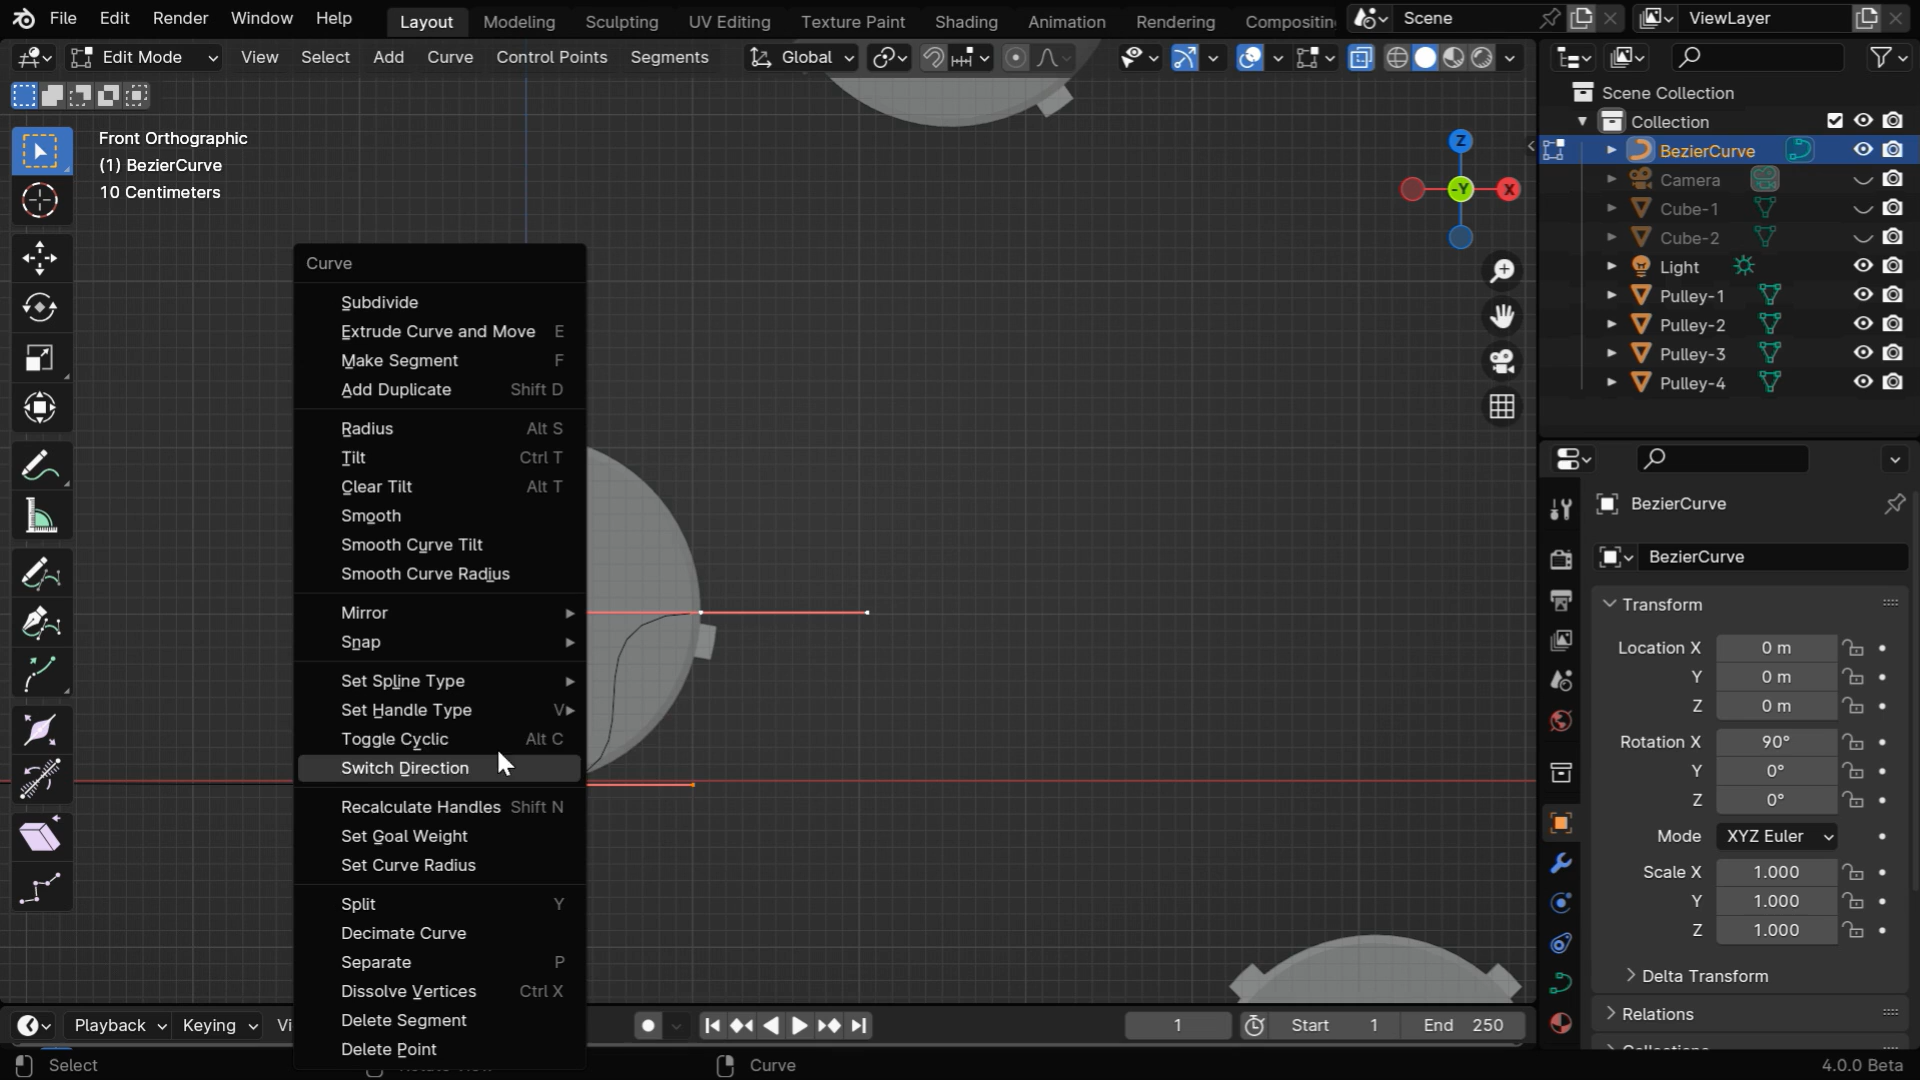 File Edit Render Window Help
Layout Modeling Sculpting UV Editing Texture Paint Shading Animation Rendering Compositin
Scene
ViewLayer
Edit Mode View Select Add Curve Control Points Segments
Global
Front Orthographic
(1) BezierCurve
10 Centimeters
Z
-Y
X
Curve
Subdivide
Extrude Curve and Move E
Make Segment F
Add Duplicate Shift D
Radius Alt S
Tilt Ctrl T
Clear Tilt Alt T
Smooth
Smooth Curve Tilt
Smooth Curve Radius
Mirror
Snap
Set Spline Type
Set Handle Type V
Toggle Cyclic Alt C
Switch Direction
Recalculate Handles Shift N
Set Goal Weight
Set Curve Radius
Split Y
Decimate Curve
Separate P
Dissolve Vertices Ctrl X
Delete Segment
Delete Point
Scene Collection
Collection
BezierCurve
Camera
Cube-1
Cube-2
Light
Pulley-1
Pulley-2
Pulley-3
Pulley-4
BezierCurve
BezierCurve
Transform
Location X 0 m
Y 0 m
Z 0 m
Rotation X 90°
Y 0°
Z 0°
Mode XYZ Euler
Scale X 1.000
Y 1.000
Z 1.000
Delta Transform
Relations
Playback Keying Vi
1
Start 1
End 250
Select
Curve
4.0.0 Beta